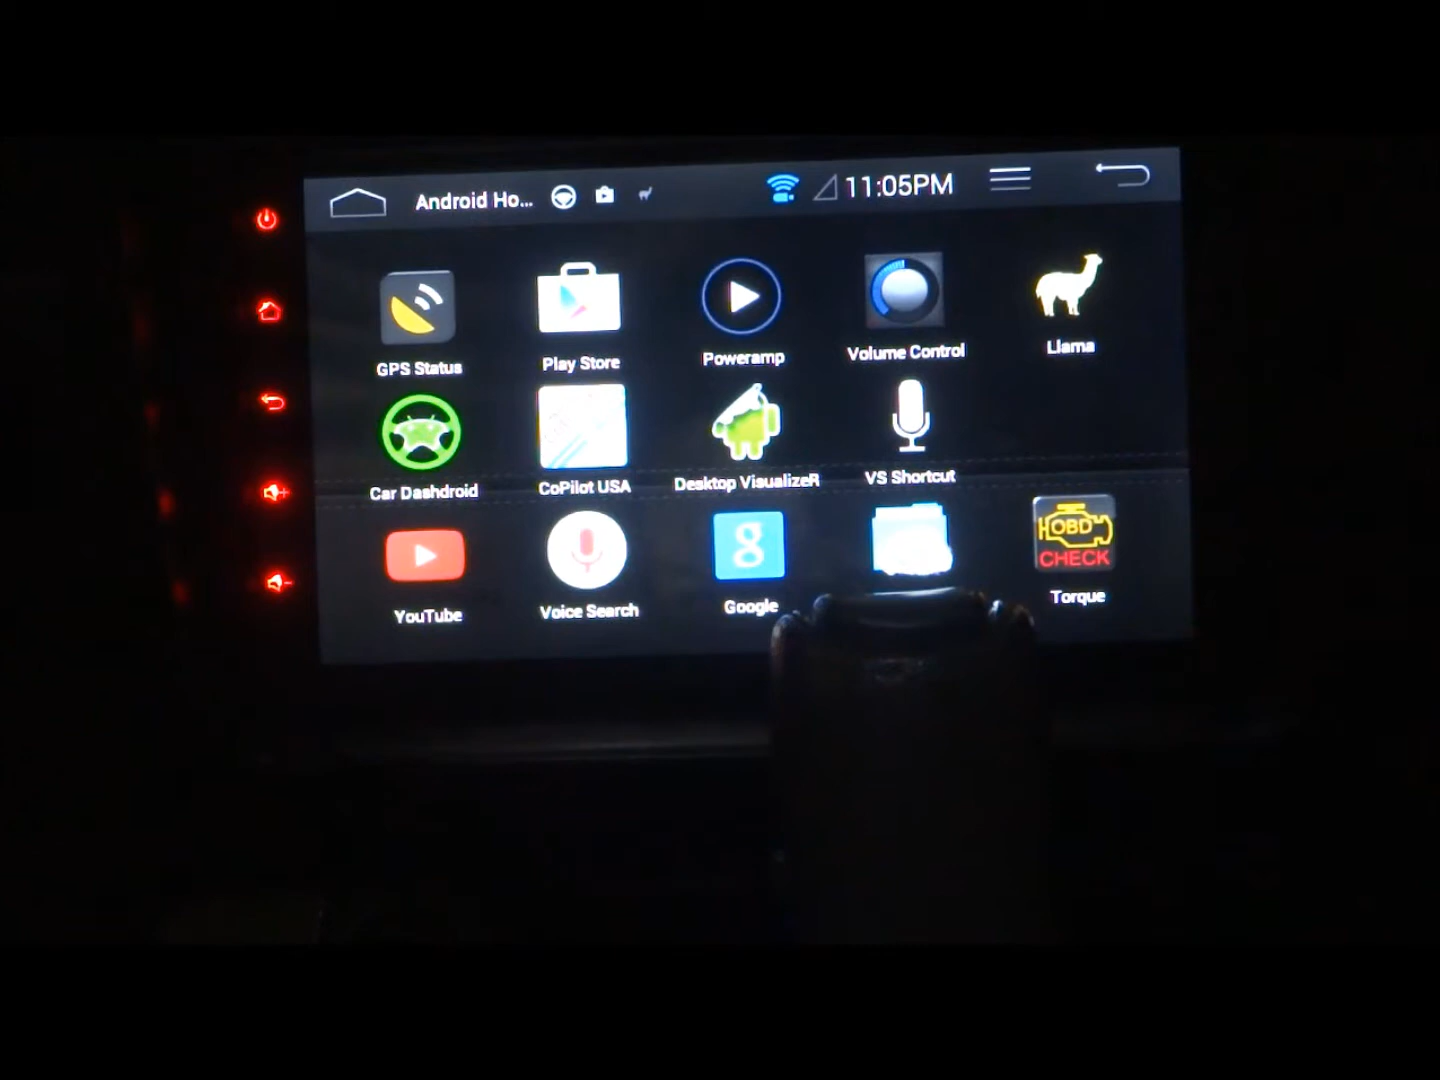 Android Ho... 11:05PM
GPS Status Play Store Poweramp Volume Control Llama
Car Dashdroid CoPilot USA Desktop VisualizeR VS Shortcut
YouTube Voice Search g Google OBD CHECK Torque